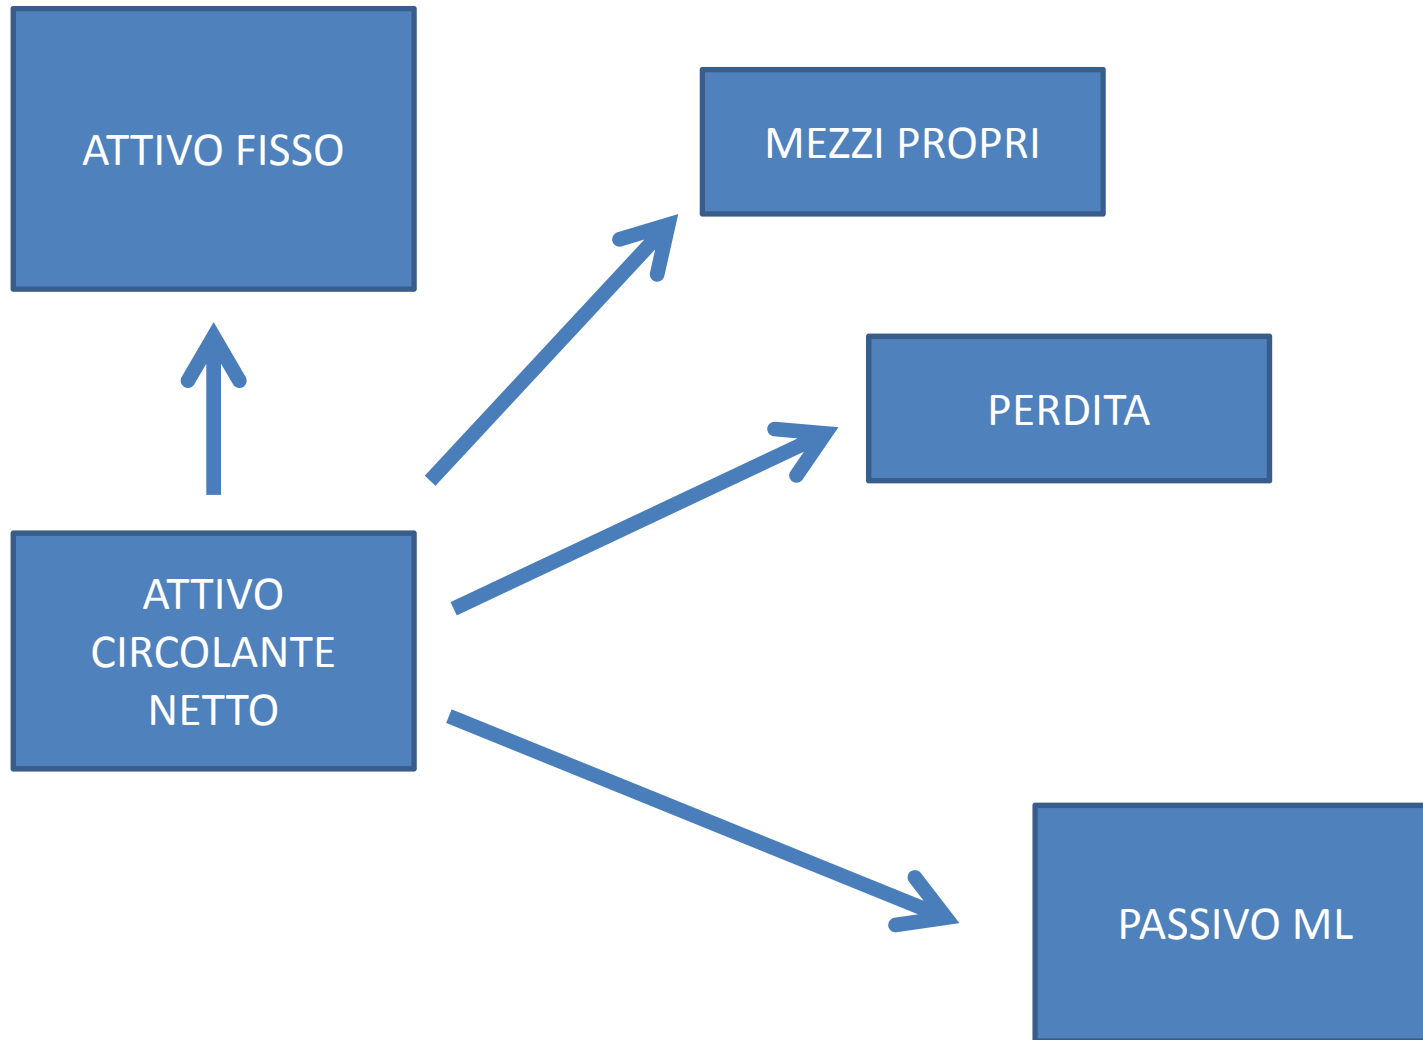 ATTIVO FISSO
MEZZI PROPRI
PERDITA
ATTIVO
CIRCOLANTE
NETTO
PASSIVO ML